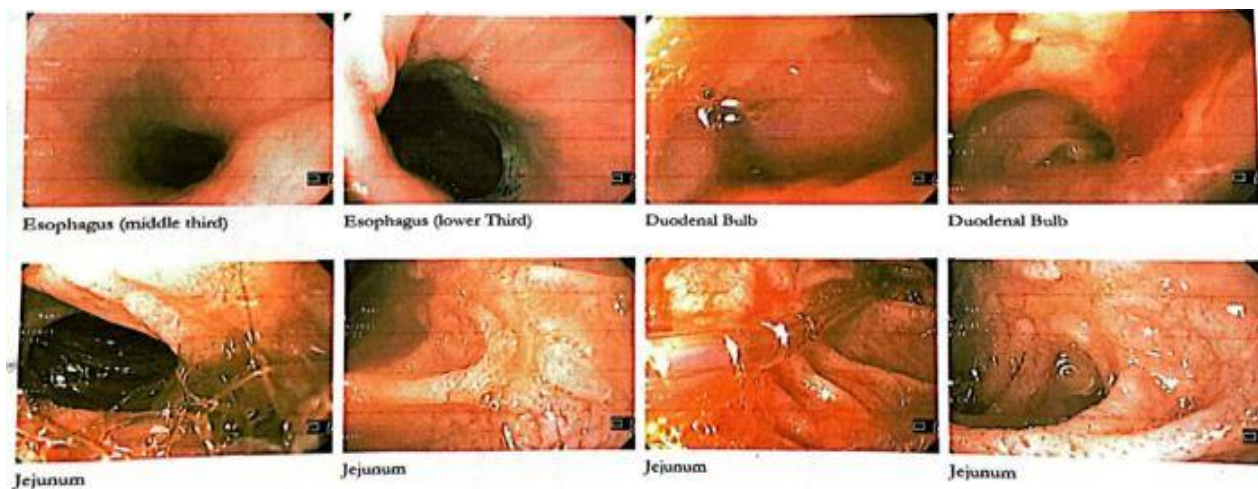 Esophagus (middle third)
Esophagus (lower Third)
Duodenal Bulb
Duodenal Bulb
Jejunum
Jejunum
Jejunum
Jejunum